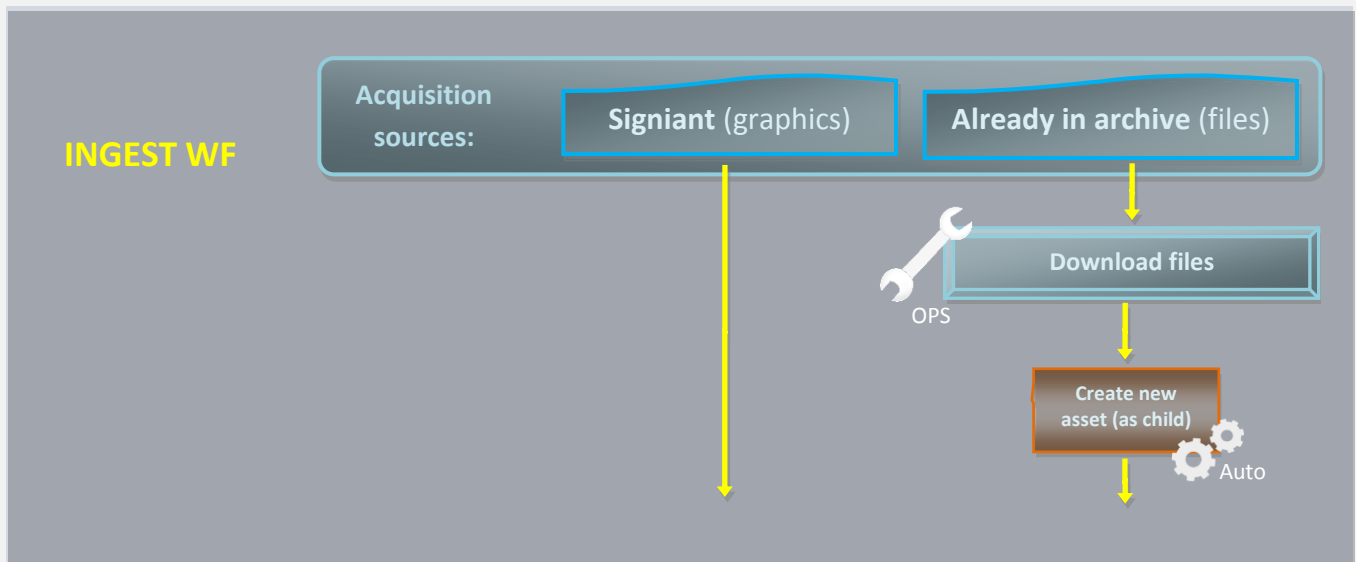 Acquisition
sources:
Signiant (graphics)
Already in archive (files)
INGEST WF
Download files
OPS
Create new
asset (as child)
Auto